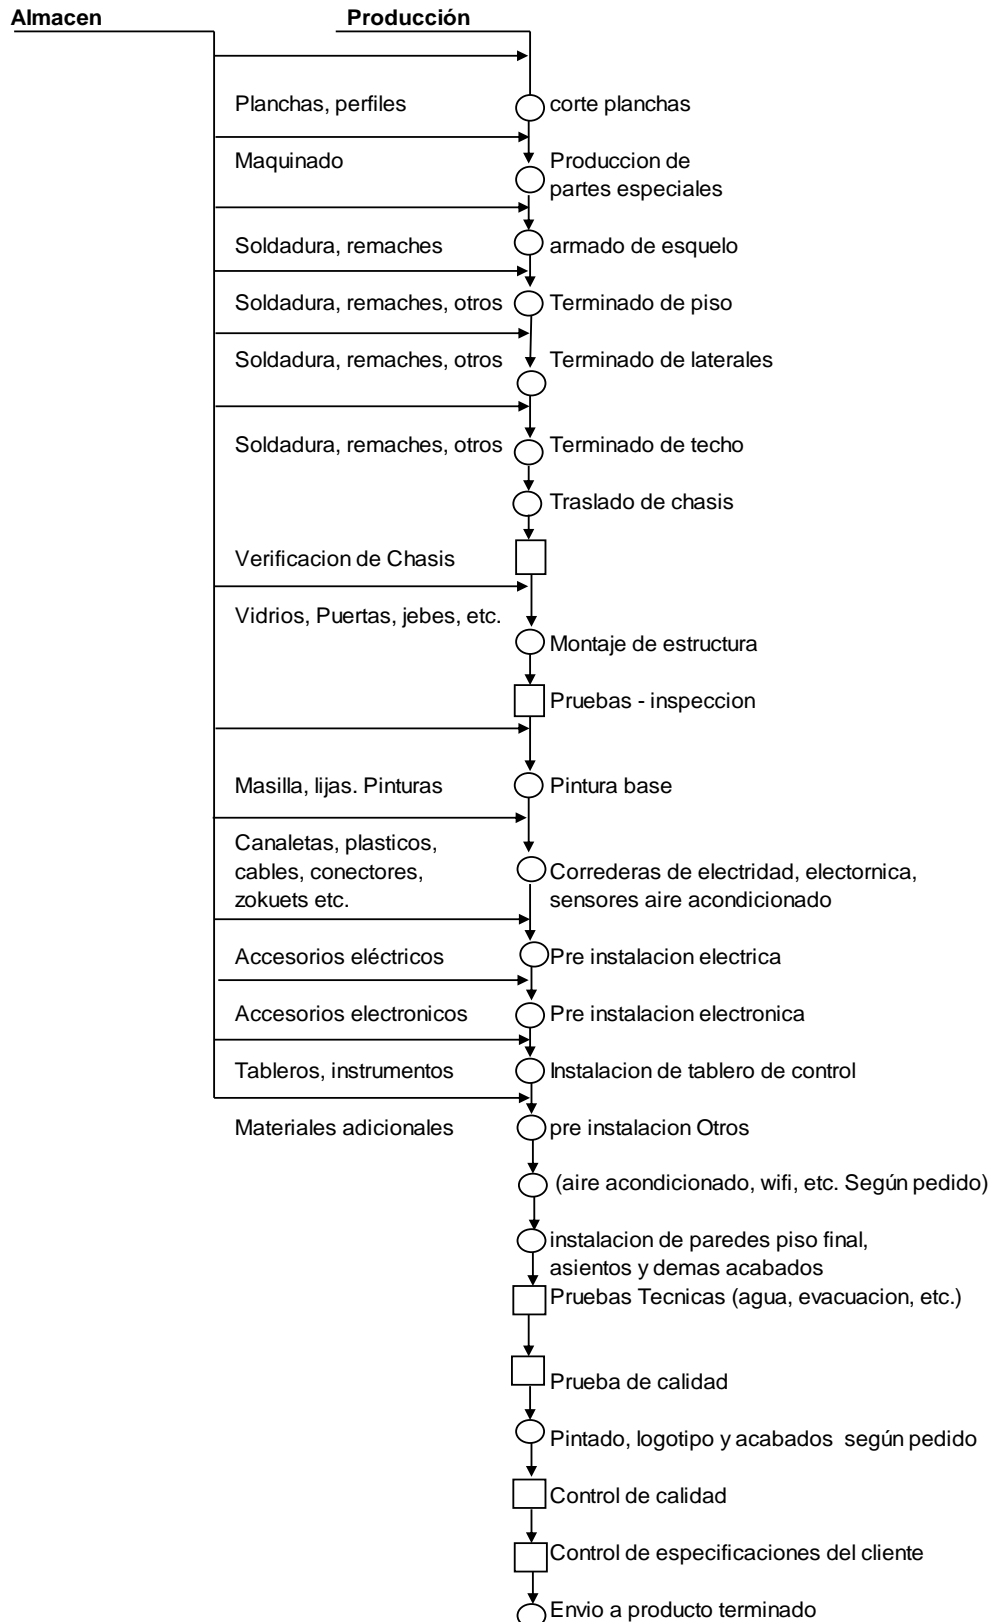 Almacen Producción
Planchas, perfiles corte planchas
Maquinado Produccion de
partes especiales
Soldadura, remaches armado de esquelo
Soldadura, remaches, otros Terminado de piso
Soldadura, remaches, otros Terminado de laterales
Soldadura, remaches, otros Terminado de techo
Traslado de chasis
Verificacion de Chasis
Vidrios, Puertas, jebes, etc.
Montaje de estructura
Pruebas - inspeccion
Masilla, lijas. Pinturas Pintura base
Canaletas, plasticos,
cables, conectores, Correderas de electridad, electornica,
zokuets etc. sensores aire acondicionado
Accesorios eléctricos Pre instalacion electrica
Accesorios electronicos Pre instalacion electronica
Tableros, instrumentos Instalacion de tablero de control
Materiales adicionales pre instalacion Otros
(aire acondicionado, wifi, etc. Según pedido)
instalacion de paredes piso final,
asientos y demas acabados
Pruebas Tecnicas (agua, evacuacion, etc.)
Prueba de calidad
Pintado, logotipo y acabados según pedido
Control de calidad
Control de especificaciones del cliente
Envio a producto terminado